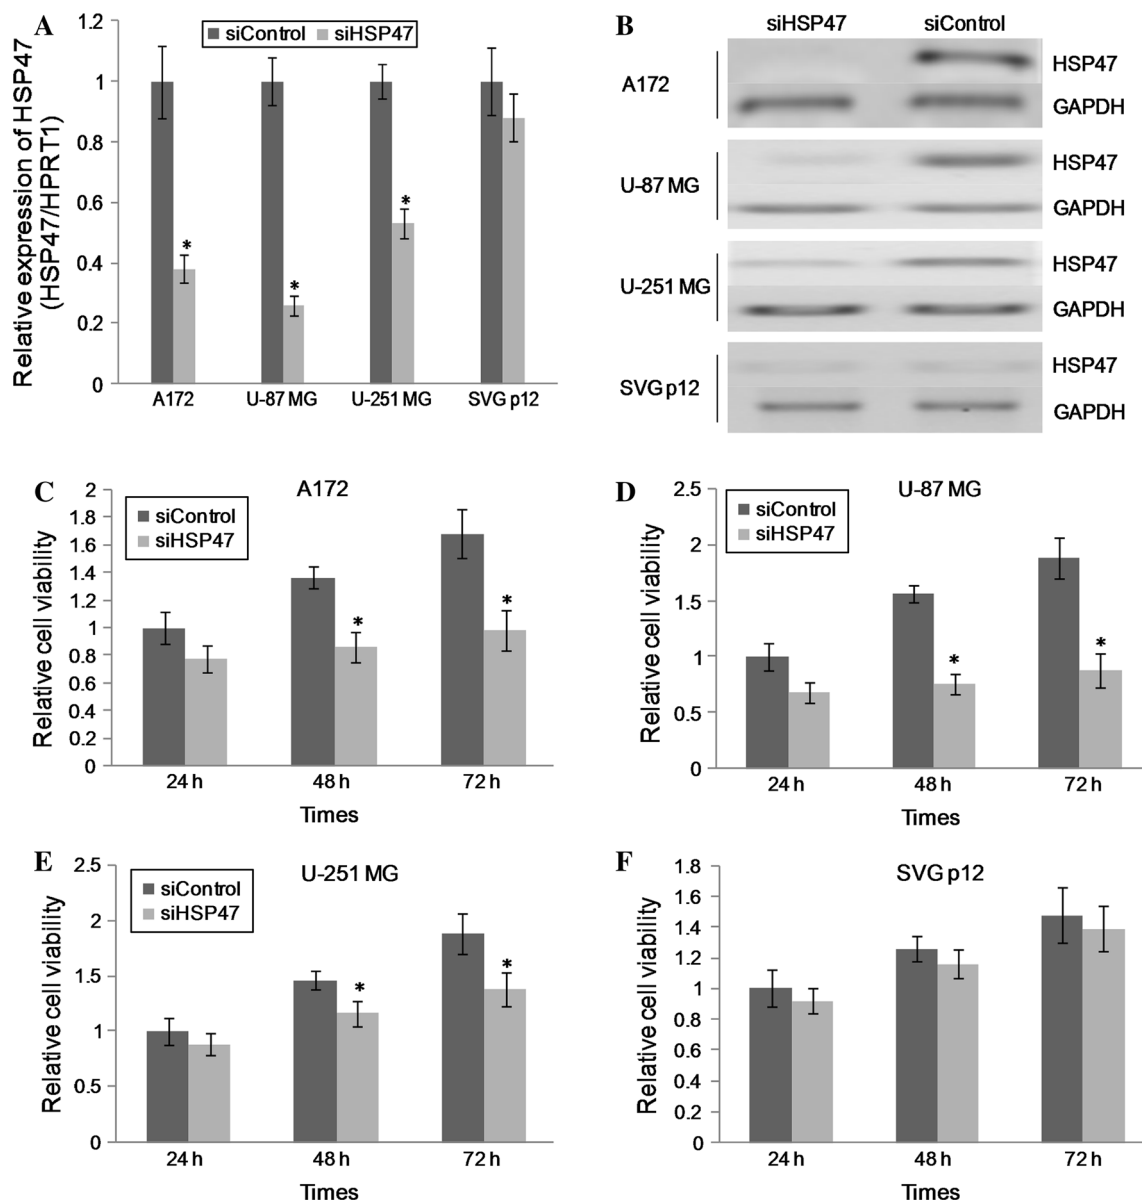 A
Relative expression of HSP47
(HSP47/HPRT1)
siControl siHSP47
1.2
1
0.8
0.6
0.4
0.2
0
*
*
*
A172 U-87 MG U-251 MG SVG p12
B
siHSP47 siControl
A172
HSP47
GAPDH
U-87 MG
HSP47
GAPDH
U-251 MG
HSP47
GAPDH
SVG p12
HSP47
GAPDH
C
A172
siControl
siHSP47
Relative cell viability
2
1.8
1.6
1.4
1.2
1
0.8
0.6
0.4
0.2
0
*
*
24 h 48 h 72 h
Times
D
U-87 MG
siControl
siHSP47
Relative cell viability
2.5
2
1.5
1
0.5
0
*
*
24 h 48 h 72 h
Times
E
U-251 MG
siControl
siHSP47
Relative cell viability
2.5
2
1.5
1
0.5
0
*
*
24 h 48 h 72 h
Times
F
SVG p12
Relative cell viability
1.8
1.6
1.4
1.2
1
0.8
0.6
0.4
0.2
0
24 h 48 h 72 h
Times